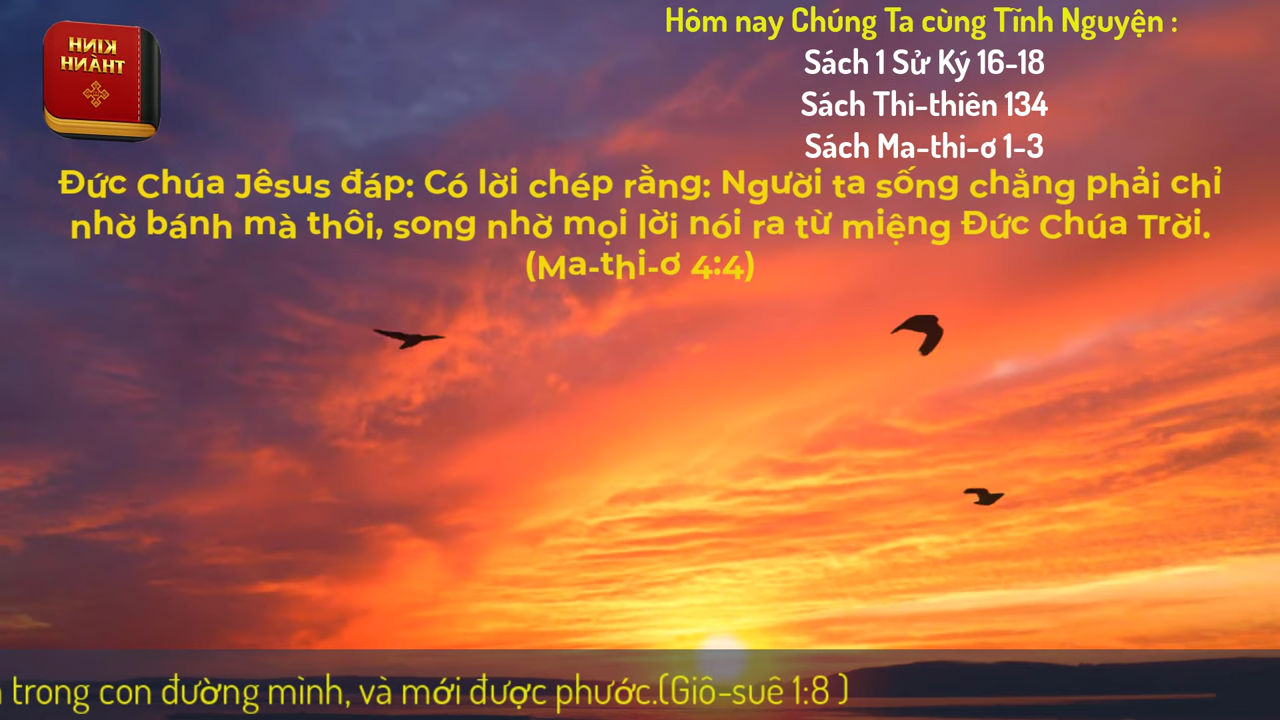 KINH
THÁNH
Hôm nay Chúng Ta cùng Tĩnh Nguyện :
Sách 1 Sử Ký 16-18
Sách Thi-thiên 134
Sách Ma-thi-ơ 1-3
Đức Chúa Jêsus đáp: Có lời chép rằng: Người ta sống chẳng phải chỉ
nhờ bánh mà thôi, song nhờ mọi lời nói ra từ miệng Đức Chúa Trời.
(Ma-thi-ơ 4:4)
trong con đường mình, và mới được phước.(Giô-suê 1:8 )